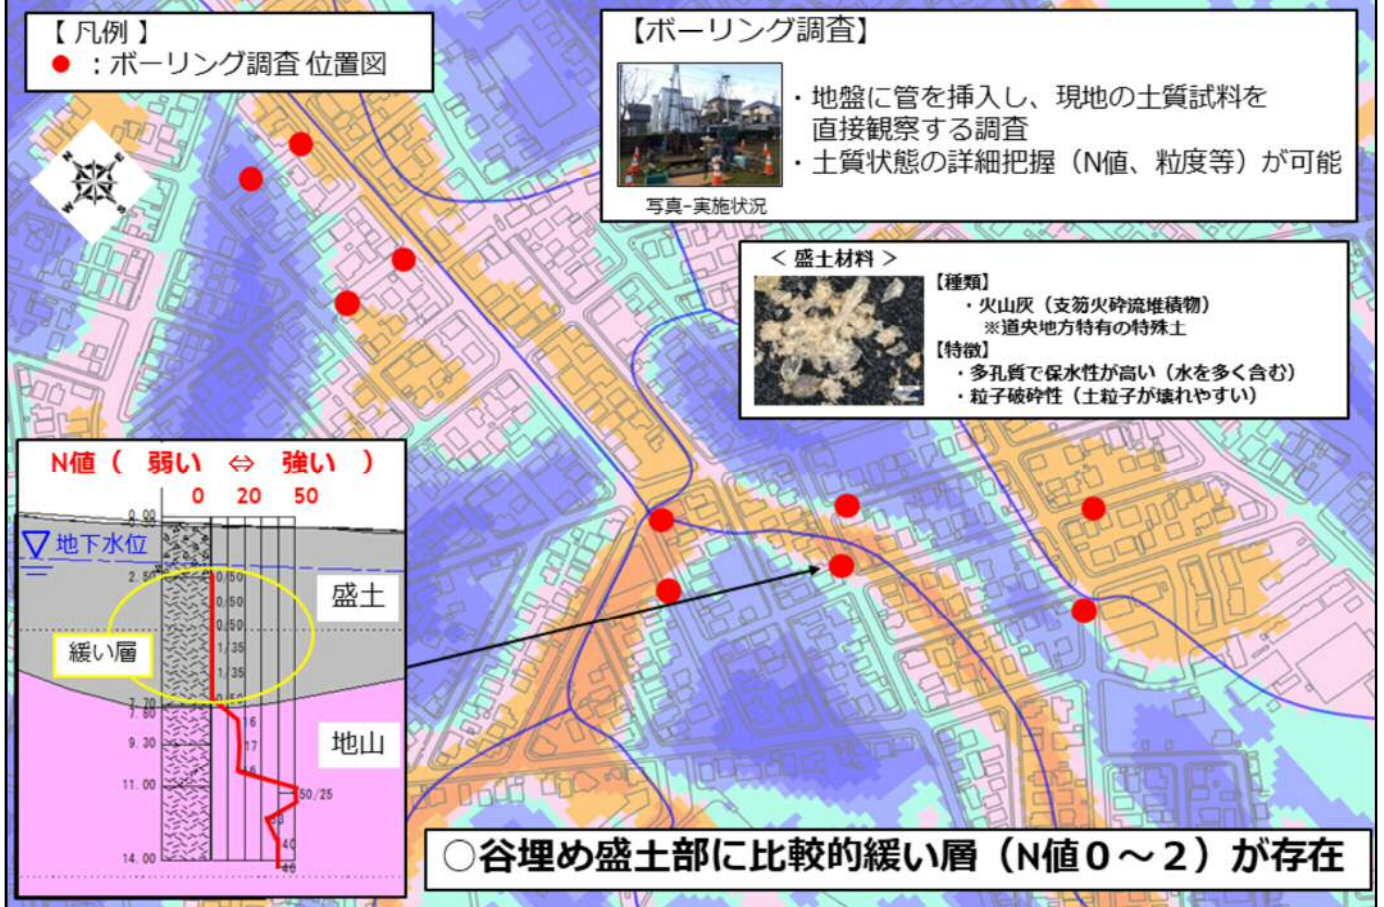 【 凡例 】
● ：ボーリング調査 位置図
【ボーリング調査】
・地盤に管を挿入し、現地の土質試料を
直接観察する調査
・土質状態の詳細把握（N値、粒度等）が可能
写真-実施状況
N
E
W
S
＜ 盛土材料 ＞
【種類】
・火山灰（支笏火砕流堆積物）
※道央地方特有の特殊土
【特徴】
・多孔質で保水性が高い（水を多く含む）
・粒子破砕性（土粒子が壊れやすい）
N値（ 弱い ⇔ 強い ）
0 20 50
0.00
地下水位
2.50
0/50
0/50
0/50
1/35
1/35
0/50
盛土
緩い層
7.80
16
9.30
17
16
地山
11.00
50/25
40
14.00
○谷埋め盛土部に比較的緩い層（N値０～２）が存在